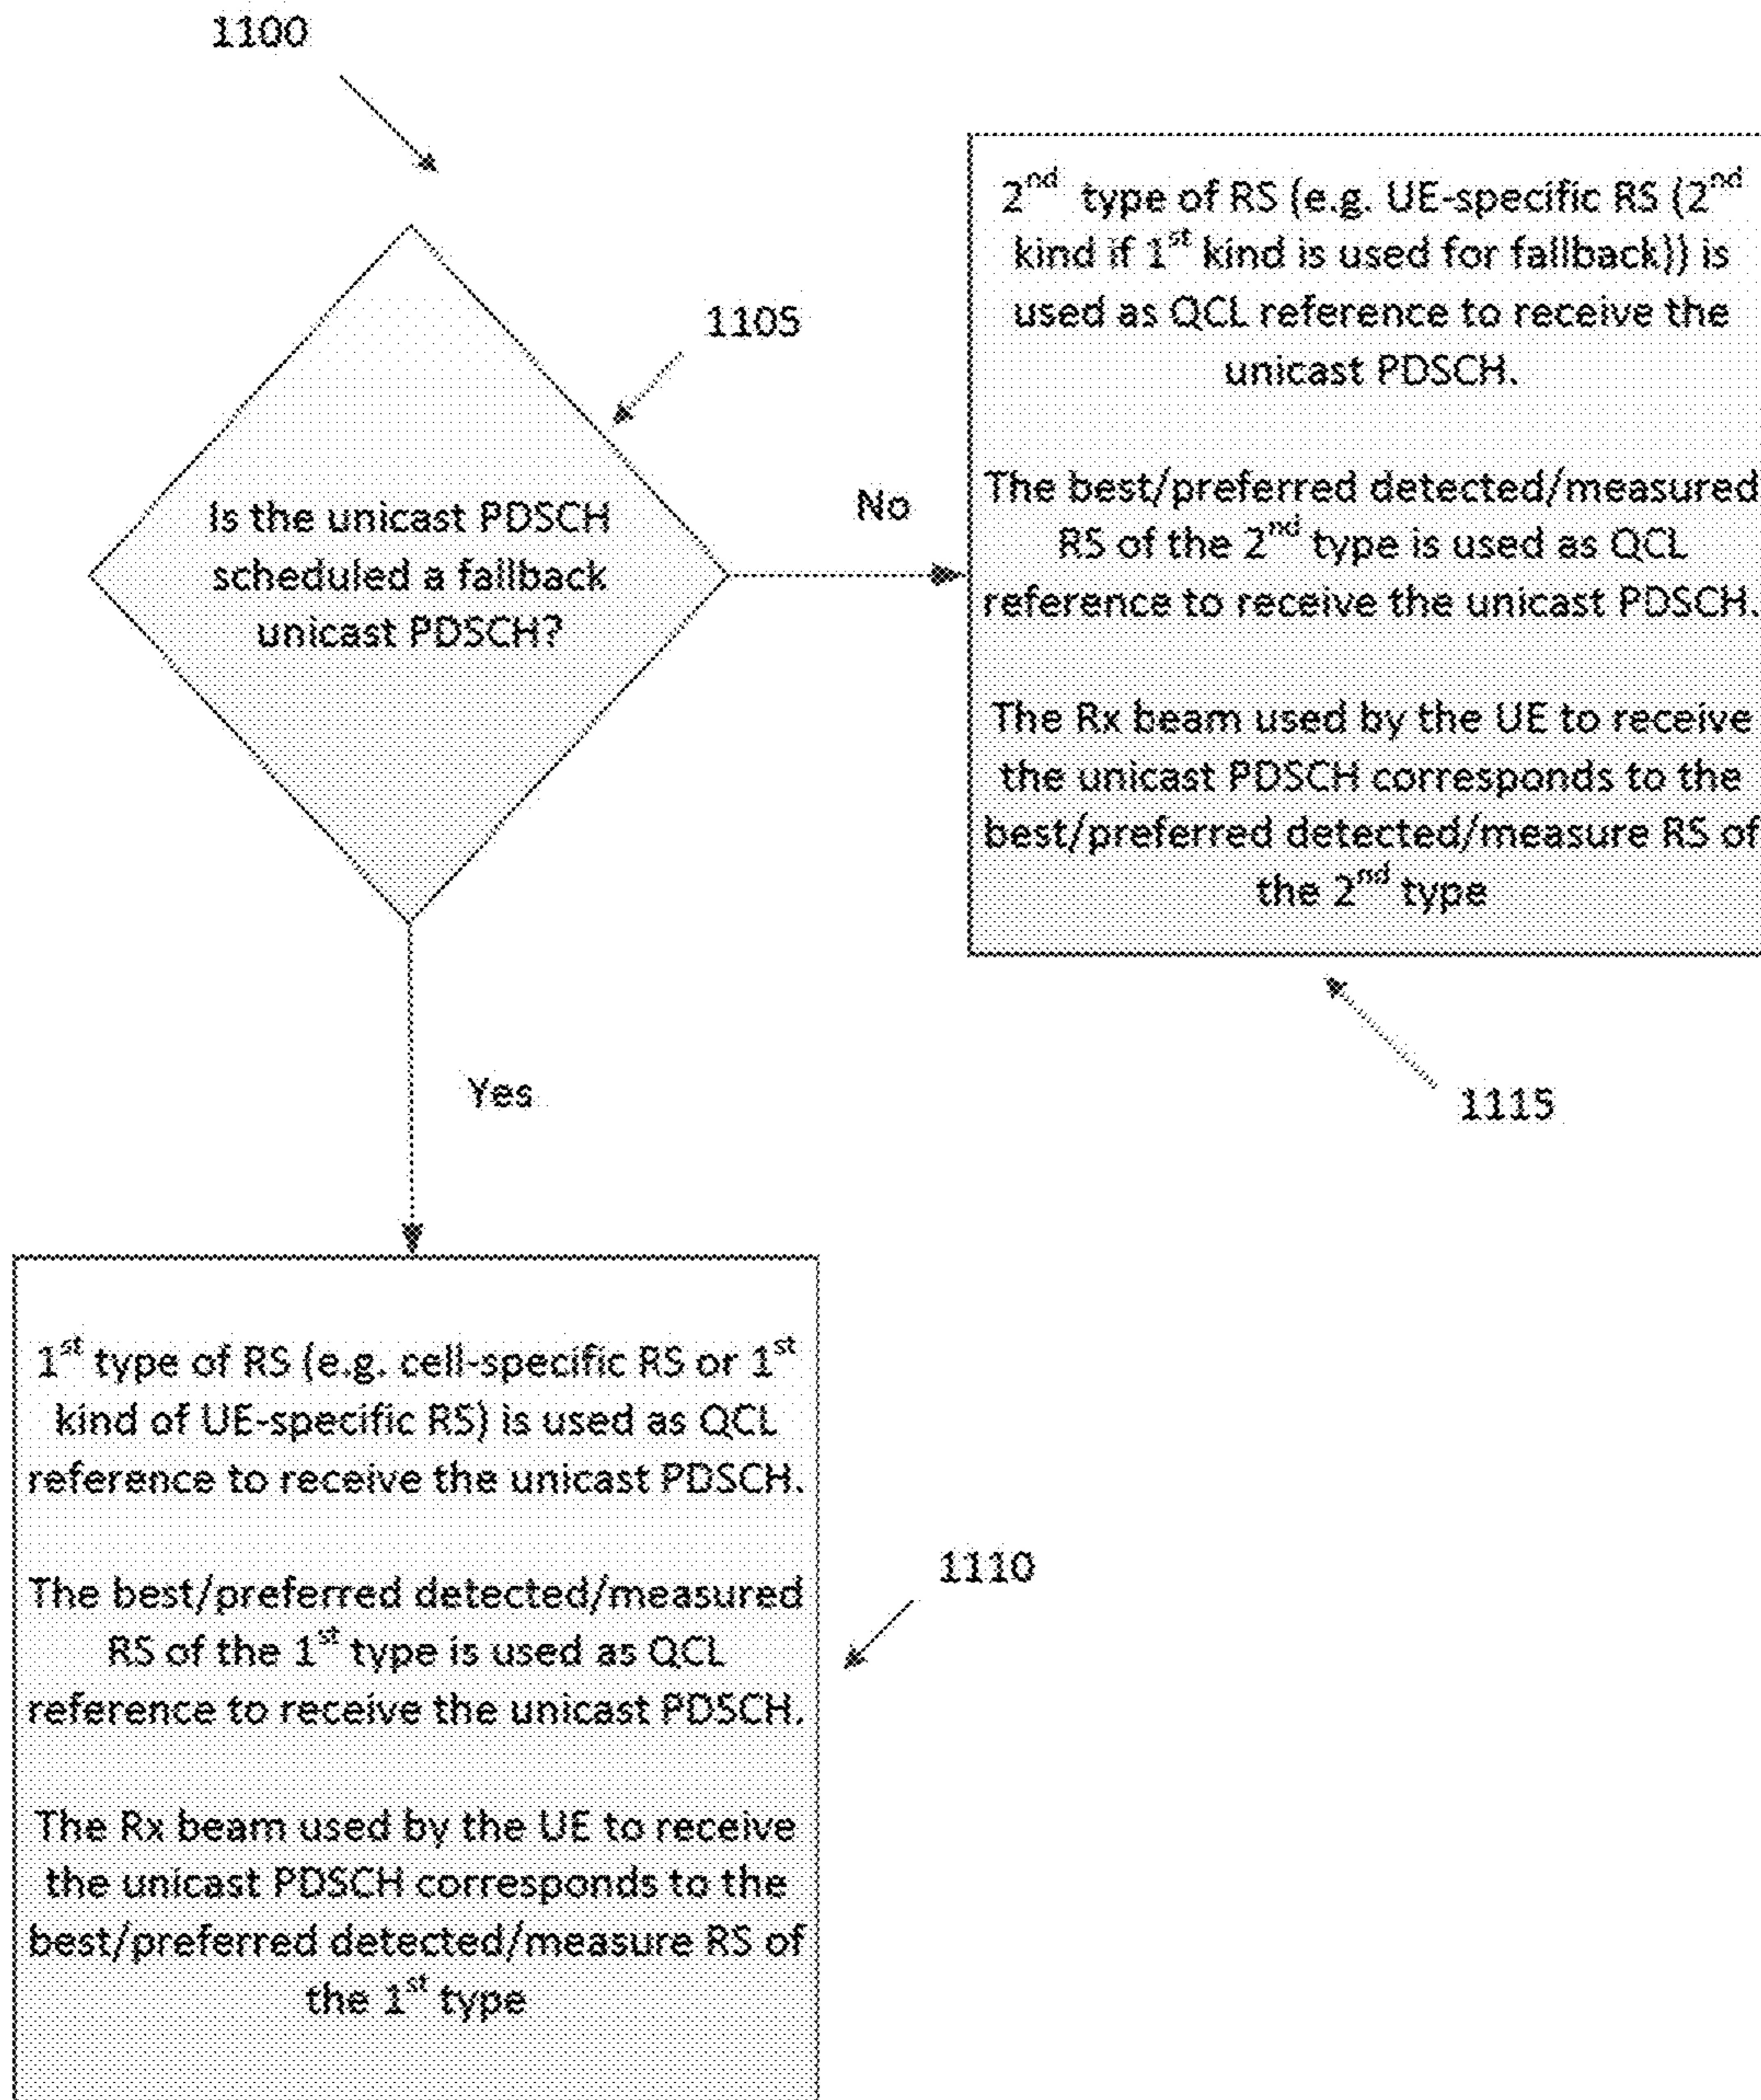 1100
1105
Is the unicast PDSCH
scheduled a fallback
unicast PDSCH?
No
2nd type of RS (e.g. UE-specific RS (2nd
kind if 1st kind is used for fallback)) is
used as QCL reference to receive the
unicast PDSCH.
The best/preferred detected/measured
RS of the 2nd type is used as QCL
reference to receive the unicast PDSCH.
The Rx beam used by the UE to receive
the unicast PDSCH corresponds to the
best/preferred detected/measure RS of
the 2nd type
1115
Yes
1st type of RS (e.g. cell-specific RS or 1st
kind of UE-specific RS) is used as QCL
reference to receive the unicast PDSCH.
The best/preferred detected/measured
RS of the 1st type is used as QCL
reference to receive the unicast PDSCH.
The Rx beam used by the UE to receive
the unicast PDSCH corresponds to the
best/preferred detected/measure RS of
the 1st type
1110